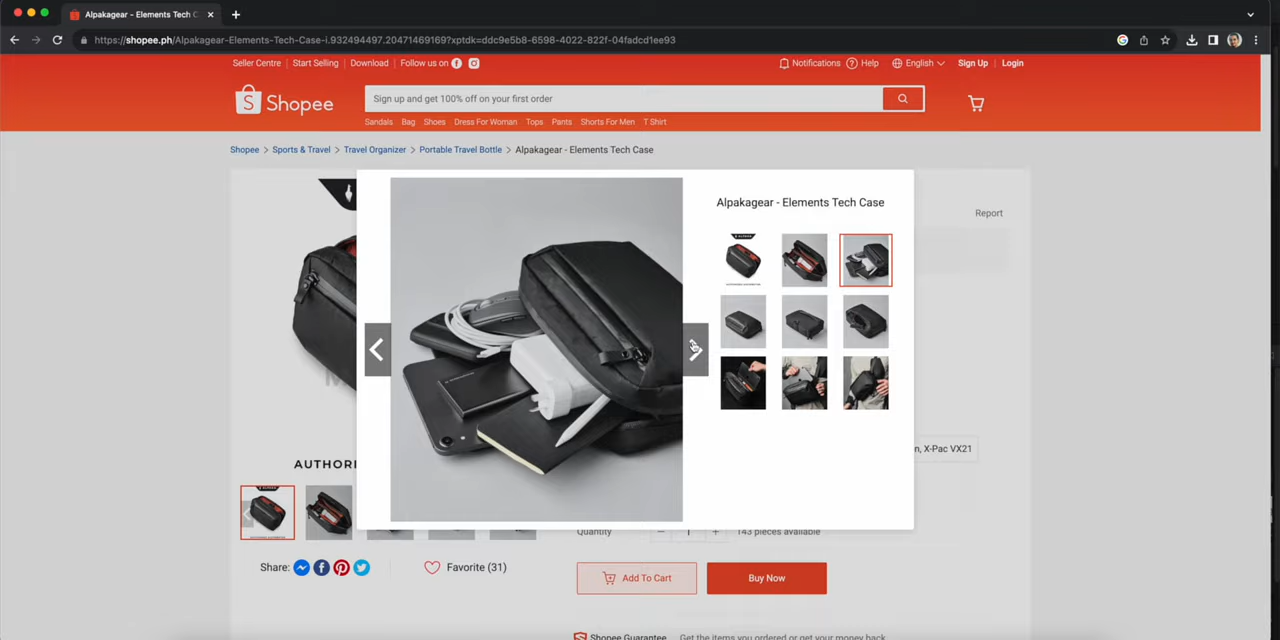 Alpakagear - Elements Tech C
https://shopee.ph/Alpakagear-Elements-Tech-Case-i.932494497.20471469169?xptdk=ddc9e5b8-6598-4022-822f-04fadcd1ee93
Seller Centre Start Selling Download Follow us on Notifications Help English Sign Up Login
Shopee
Sign up and get 100% off on your first order
Sandals Bag Shoes Dress For Woman Tops Pants Shorts For Men T Shirt
Shopee > Sports & Travel > Travel Organizer > Portable Travel Bottle > Alpakagear - Elements Tech Case
Alpakagear - Elements Tech Case
Report
n, X-Pac VX21
AUTHORI
Quantity 1 143 pieces available
Share: Favorite (31)
Add To Cart Buy Now
Shopee Guarantee Get the items you ordered or get your money back